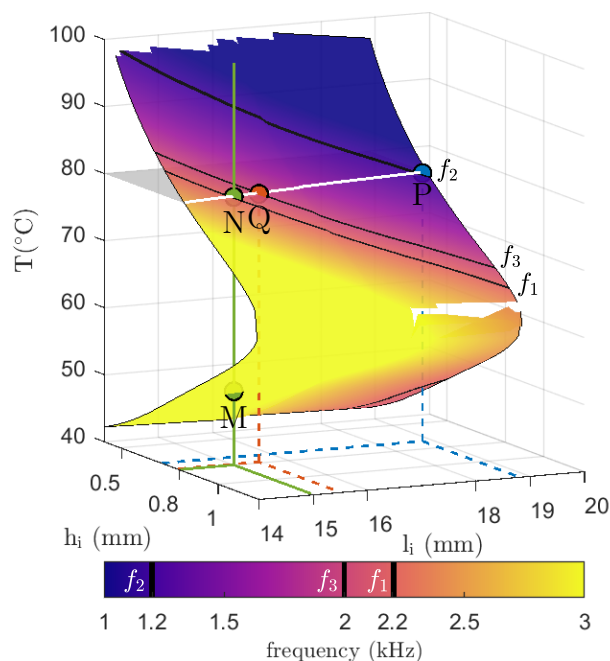 100
90
80
70
60
50
40
T(°C)
f₂
P
N Q
f₃
f₁
M
0.5
0.8
1
14
15
16
18
19
20
hᵢ (mm)
lᵢ (mm)
f₂ f₃ f₁
1 1.2 1.5 2 2.2 2.5 3
frequency (kHz)